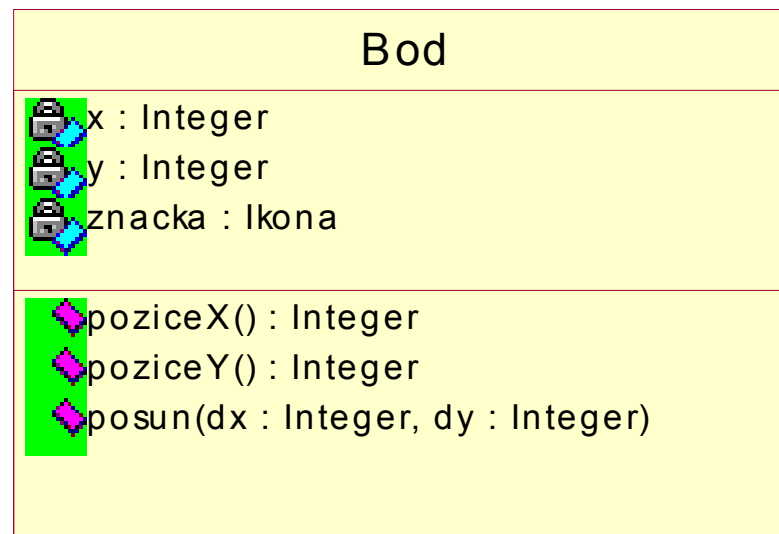 Bod
x : Integer
y : Integer
znacka : Ikona
poziceX() : Integer
poziceY() : Integer
posun(dx : Integer, dy : Integer)